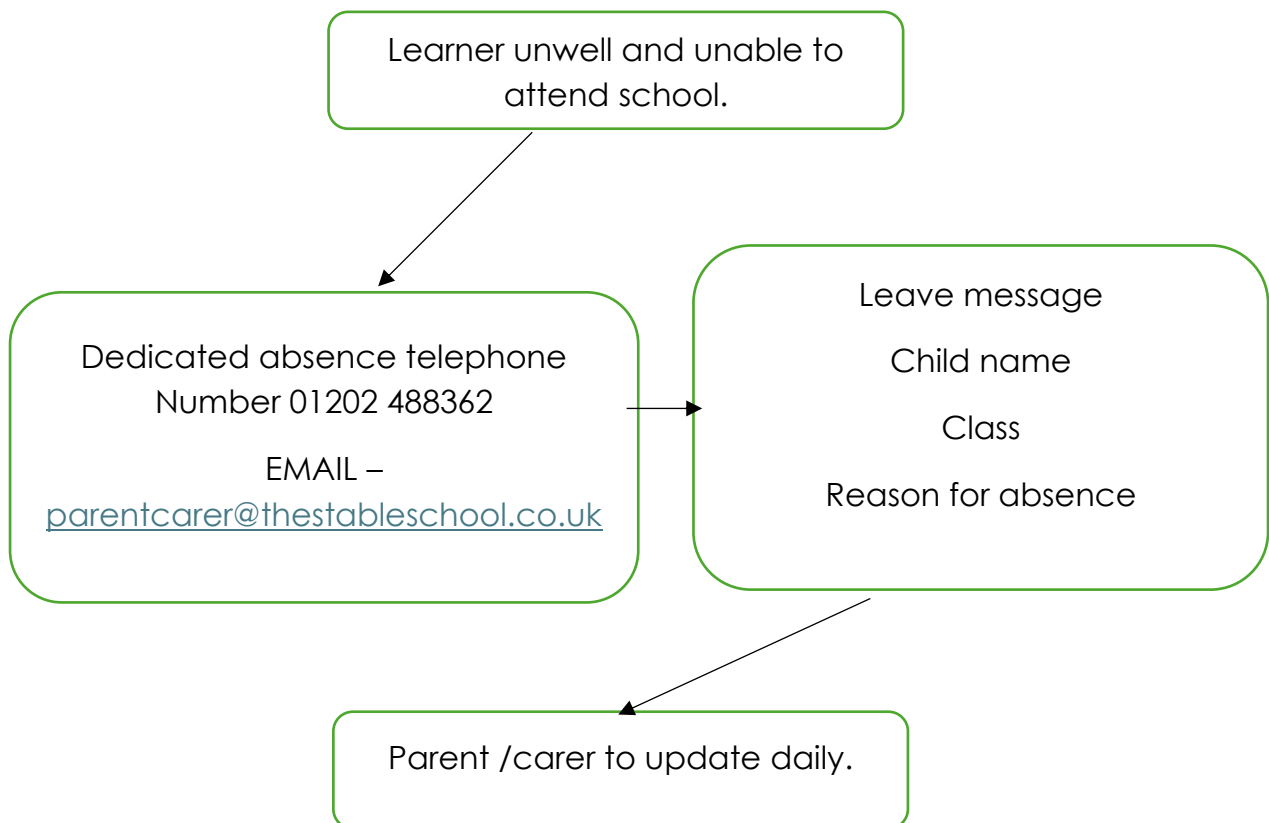 Learner unwell and unable to
attend school.
Dedicated absence telephone
Number 01202 488362
EMAIL –
parentcarer@thestableschool.co.uk
Leave message
Child name
Class
Reason for absence
Parent /carer to update daily.